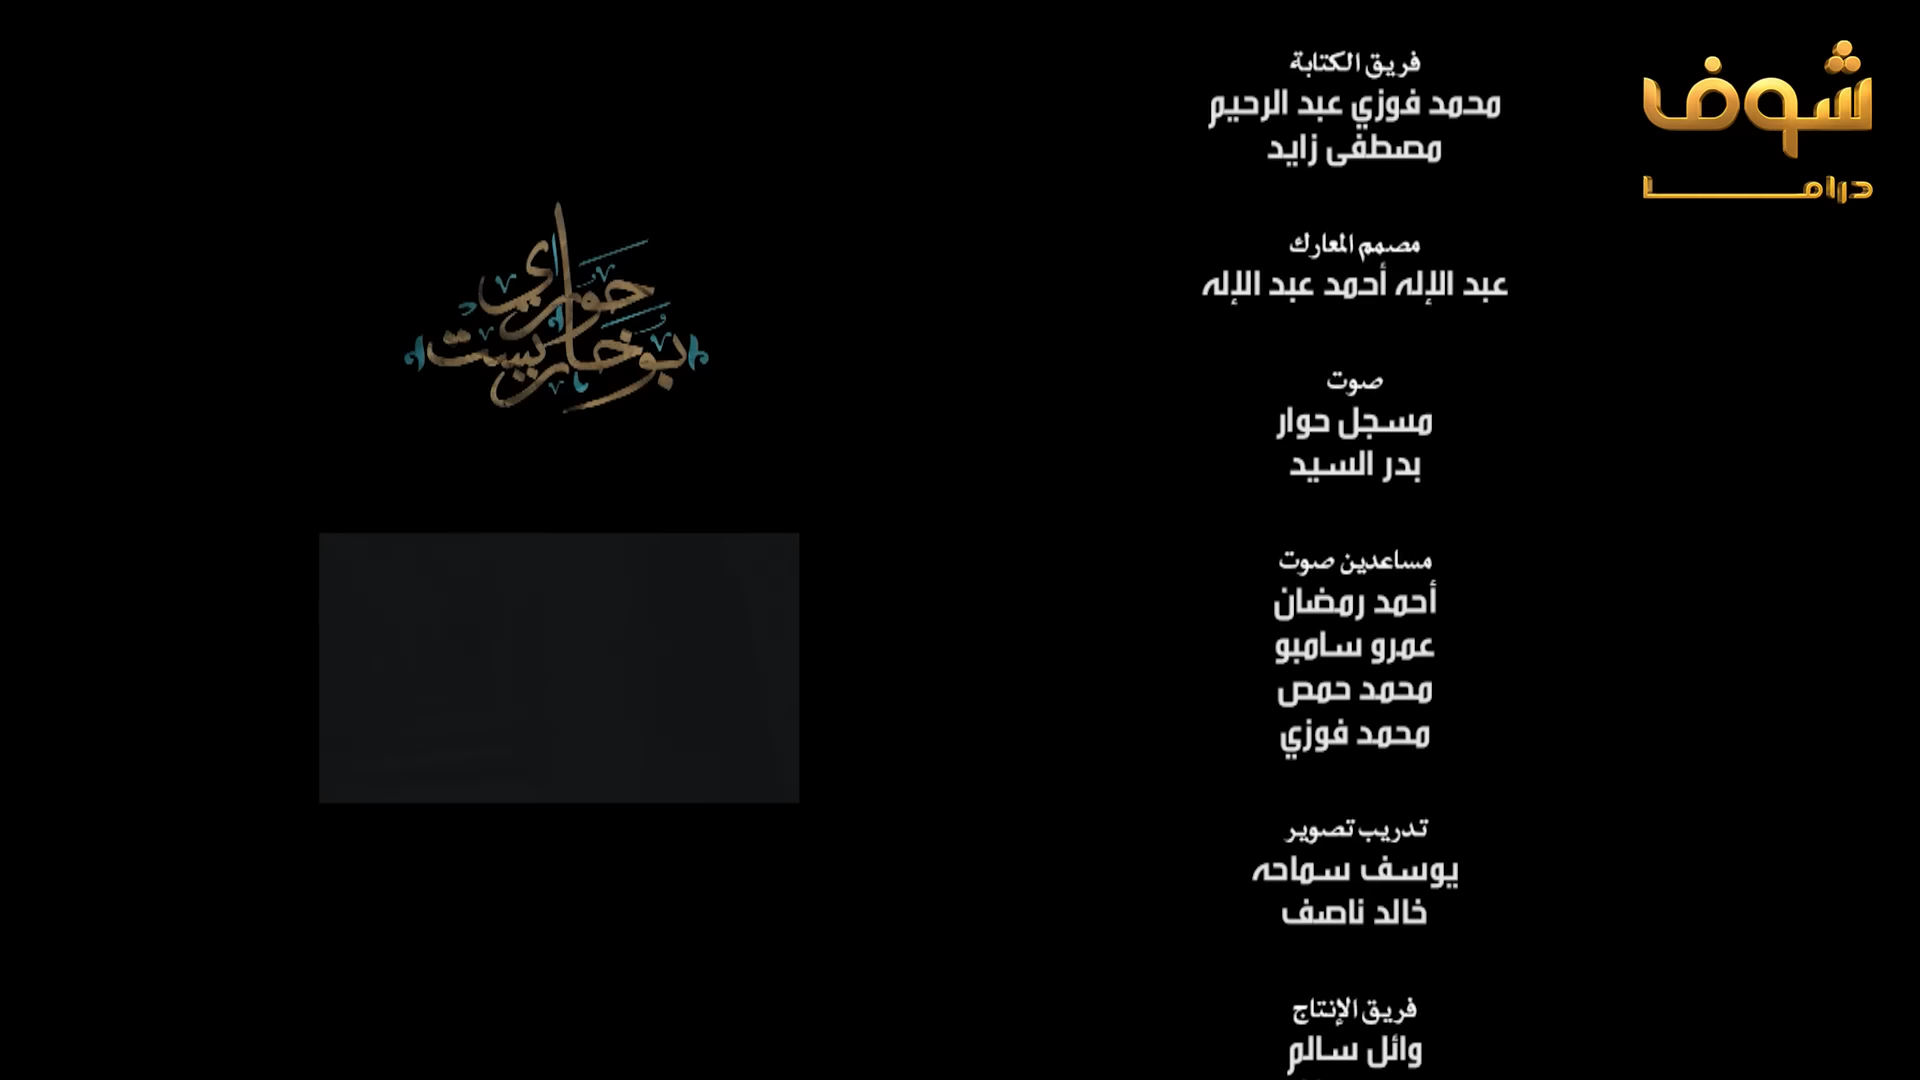 شوف
دراما
حواري
بوخارست
فريق الكتابة
محمد فوزي عبد الرحيم
مصطفى زايد
مصمم المعارك
عبد الإله أحمد عبد الإله
صوت
مسجل حوار
بدر السيد
مساعدين صوت
أحمد رمضان
عمرو سامبو
محمد حمص
محمد فوزي
تدريب تصوير
يوسف سماحه
خالد ناصف
فريق الإنتاج
وائل سالم